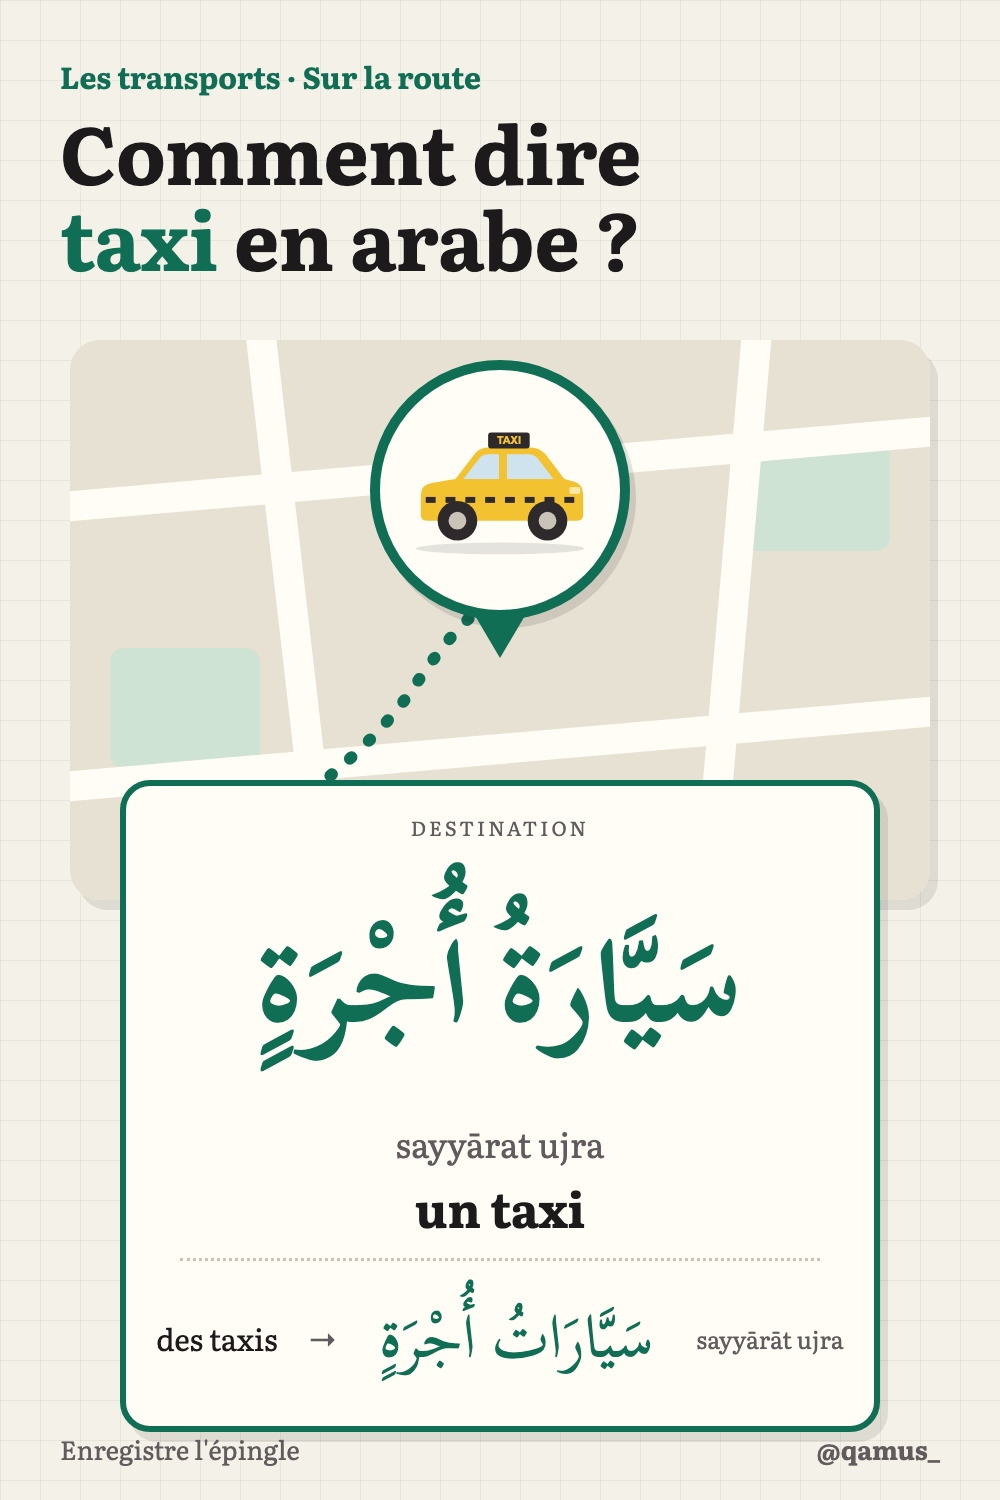 Les transports · Sur la route
Comment dire
taxi en arabe ?
TAXI
DESTINATION
سَيَّارَةُ أُجْرَةٍ
sayyārat ujra
un taxi
des taxis → سَيَّارَاتُ أُجْرَةٍ sayyārāt ujra
Enregistre l'épingle
@qamus_